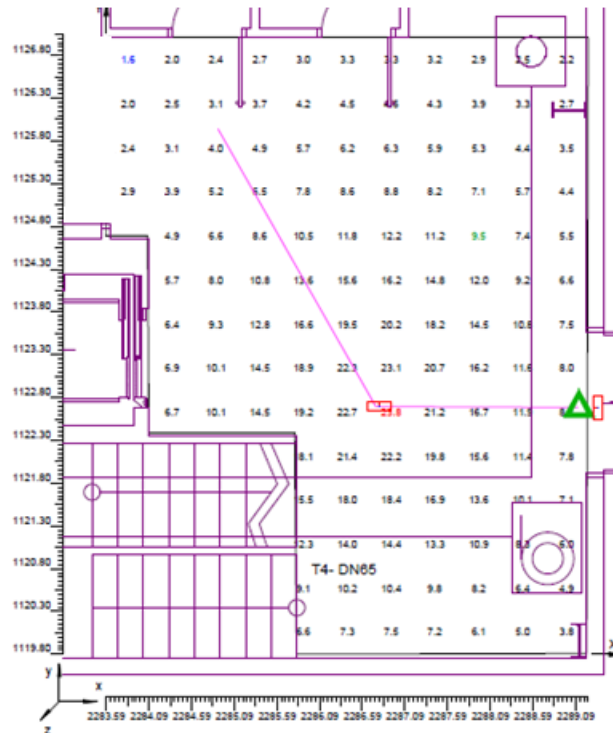 1126.80 1.6 2.0 2.4 2.7 3.0 3.3 3.3 3.2 2.9 2.5 2.2
1126.30 2.0 2.5 3.1 3.7 4.2 4.5 4.6 4.3 3.9 3.3 2.7
1125.80 2.4 3.1 4.0 4.9 5.7 6.2 6.3 5.9 5.3 4.4 3.5
1125.30 2.9 3.9 5.2 6.5 7.8 8.6 8.8 8.2 7.1 5.7 4.4
1124.80 4.9 6.6 8.6 10.5 11.8 12.2 11.2 9.5 7.4 5.5
1124.30 5.7 8.0 10.8 13.6 15.6 16.2 14.8 12.0 9.2 6.6
1123.80 6.4 9.3 12.8 16.6 19.5 20.2 18.2 14.5 10.8 7.5
1123.30 6.9 10.1 14.5 18.9 22.3 23.1 20.7 16.2 11.6 8.0
1122.80 6.7 10.1 14.5 19.2 22.7 23.8 21.2 16.7 11.9
1122.30 18.1 21.4 22.2 19.8 15.6 11.4 7.8
1121.80 15.5 18.0 18.4 16.9 13.6 10.1 7.1
1121.30 12.3 14.0 14.4 13.3 10.9 8.3 6.0
T4- DN65
1120.80 9.1 10.2 10.4 9.8 8.2 6.4 4.9
1120.30 6.6 7.3 7.5 7.2 6.1 5.0 3.8
1119.80 X
y
x
z
2283.59 2284.09 2284.59 2285.09 2285.59 2286.09 2286.59 2287.09 2287.59 2288.09 2288.59 2289.09